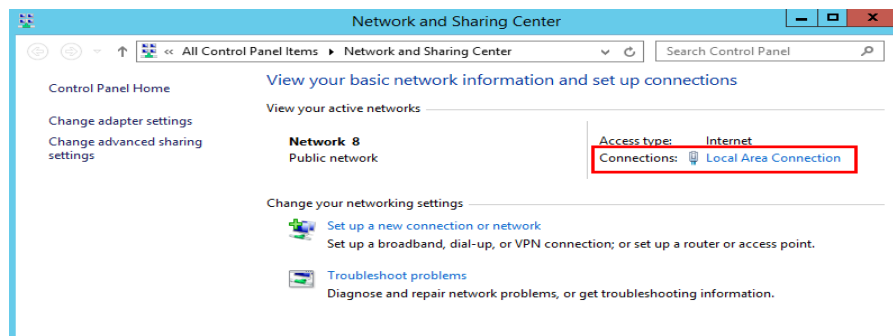 Network and Sharing Center
« All Control Panel Items ▸ Network and Sharing Center
Search Control Panel
Control Panel Home
Change adapter settings
Change advanced sharing
settings
View your basic network information and set up connections
View your active networks
Network 8
Public network
Access type: Internet
Connections: Local Area Connection
Change your networking settings
Set up a new connection or network
Set up a broadband, dial-up, or VPN connection; or set up a router or access point.
Troubleshoot problems
Diagnose and repair network problems, or get troubleshooting information.